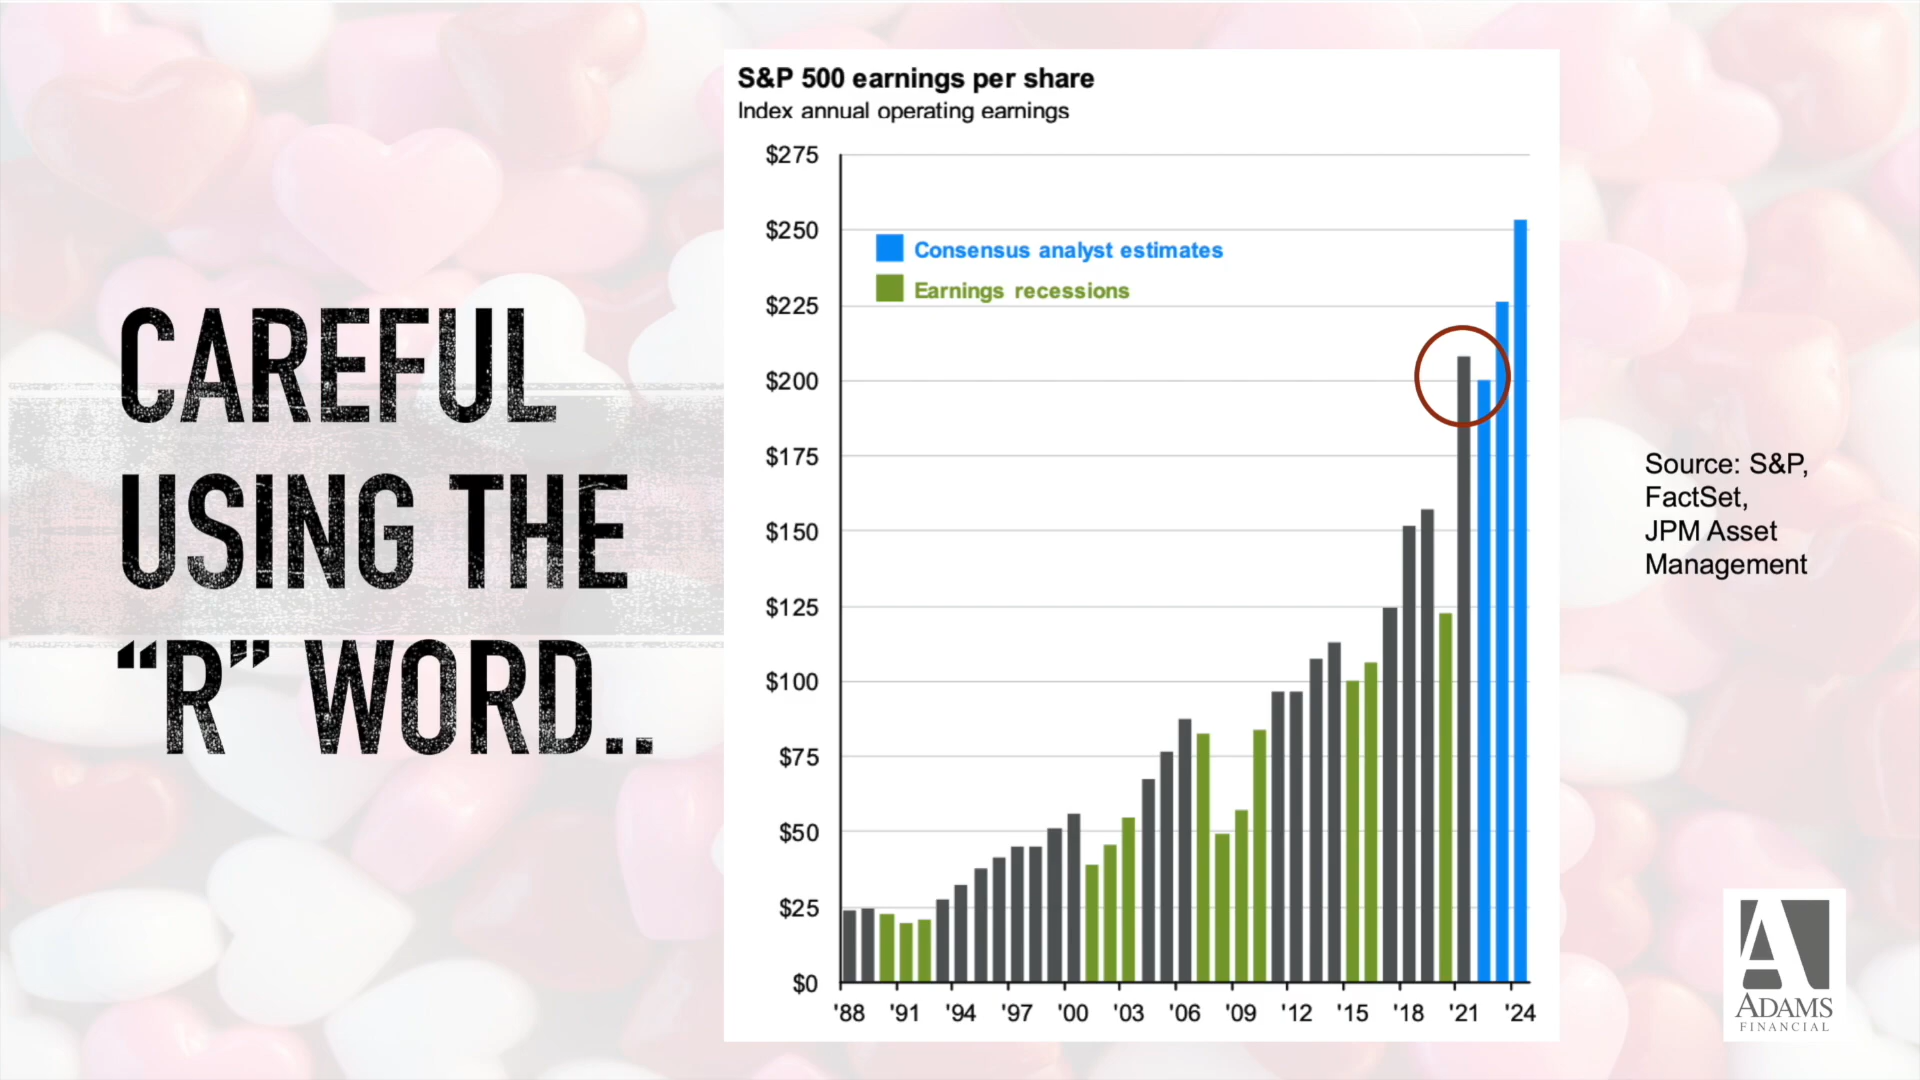 CAREFUL
USING THE
“R” WORD..
S&P 500 earnings per share
Index annual operating earnings
$275
$250
$225
$200
$175
$150
$125
$100
$75
$50
$25
$0
Consensus analyst estimates
Earnings recessions
'88 '91 '94 '97 '00 '03 '06 '09 '12 '15 '18 '21 '24
Source: S&P,
FactSet,
JPM Asset
Management
A
ADAMS
FINANCIAL